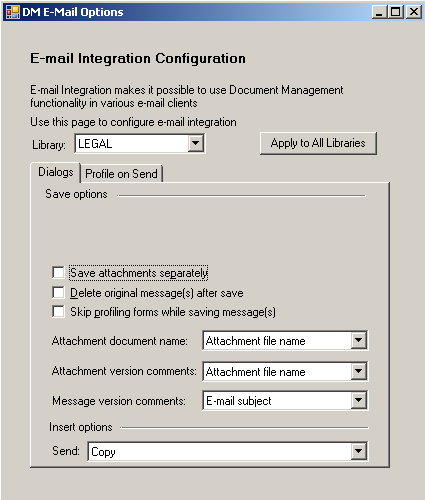 DM E-Mail Options
E-mail Integration Configuration
E-mail Integration makes it possible to use Document Management
functionality in various e-mail clients
Use this page to configure e-mail integration
Library: LEGAL Apply to All Libraries
Dialogs Profile on Send
Save options
Save attachments separately
Delete original message(s) after save
Skip profiling forms while saving message(s)
Attachment document name: Attachment file name
Attachment version comments: Attachment file name
Message version comments: E-mail subject
Insert options
Send: Copy